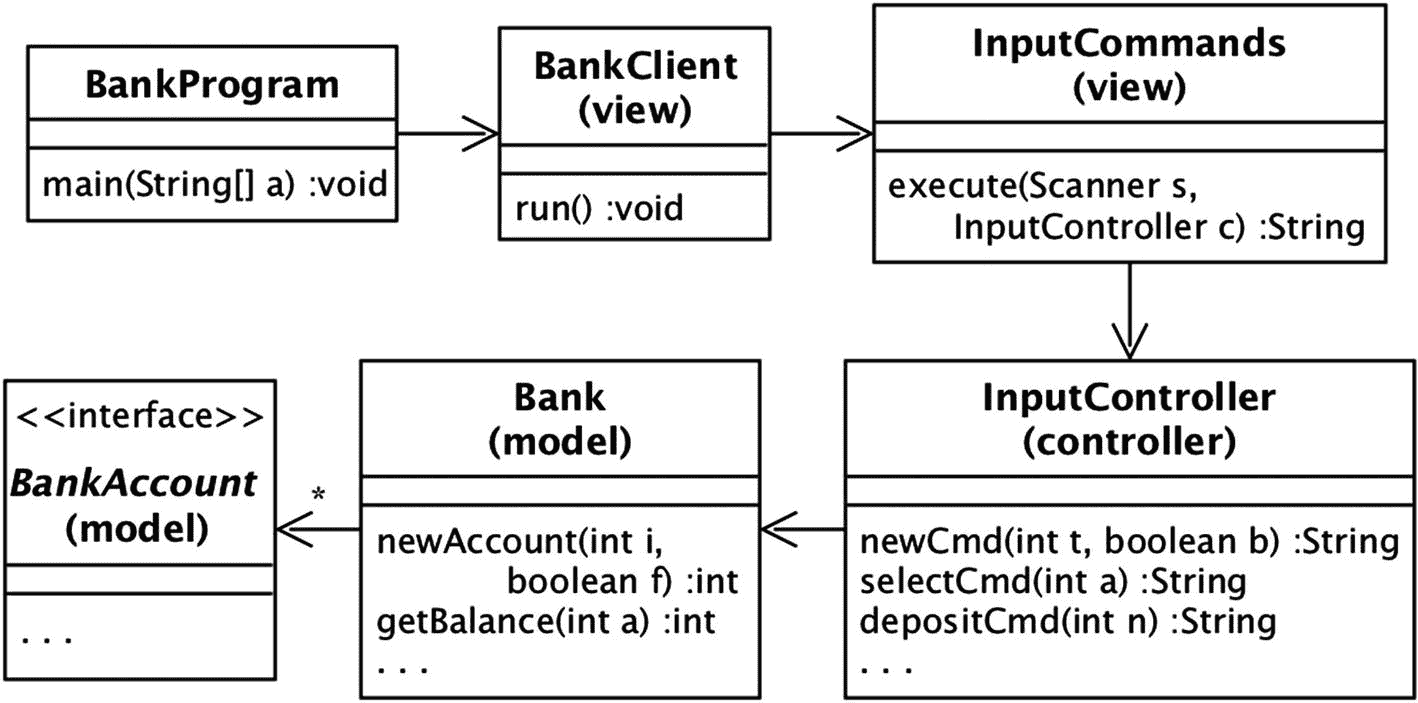 BankProgram
main(String[] a) :void
BankClient
(view)
run() :void
InputCommands
(view)
execute(Scanner s,
InputController c) :String
<<interface>>
BankAccount
(model)
. . .
*
Bank
(model)
newAccount(int i,
boolean f) :int
getBalance(int a) :int
. . .
InputController
(controller)
newCmd(int t, boolean b) :String
selectCmd(int a) :String
depositCmd(int n) :String
. . .